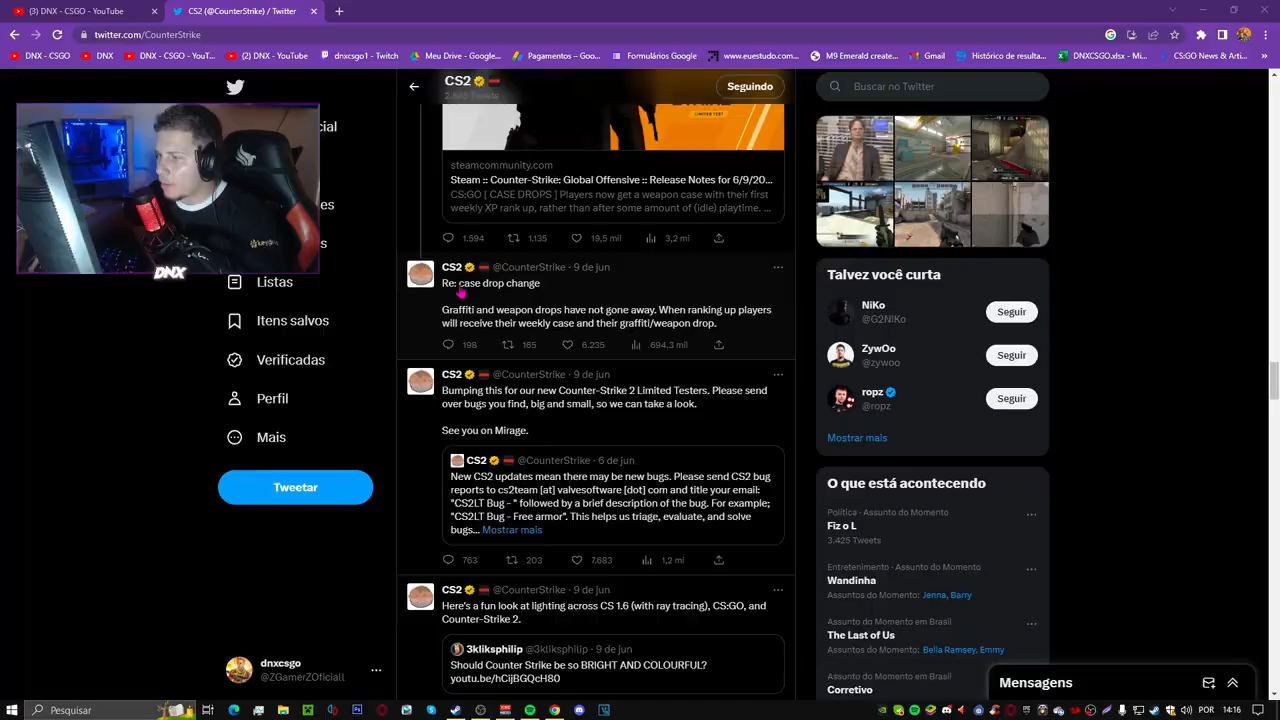 (3) DNX - CSGO - YouTube
CS2 (@CounterStrike) / Twitter
twitter.com/CounterStrike
DNX - CSGO
DNX - CSGO
(2) DNX - YouTube
dnxcsgo1 - Twitch
Meu Drive - Google...
Pagamentos - Goo...
Formulários Google
www.euestudo.com...
M9 Emerald creator...
Gmail
Histórico de resulta...
DNXCSGO.xlsx - Mi...
CS:GO News & Arti...
CS2
Seguindo
Buscar no Twitter
LIMITED TEST
steamcommunity.com
Steam :: Counter-Strike: Global Offensive :: Release Notes for 6/9/20...
CS:GO [ CASE DROPS ] Players now get a weapon case with their first
weekly XP rank up, rather than after some amount of (idle) playtime. ...
1.594
1.135
19,5 mil
3,2 mi
DNX
CS2 @CounterStrike · 9 de jun
Re: case drop change
Graffiti and weapon drops have not gone away. When ranking up players
will receive their weekly case and their graffiti/weapon drop.
198
165
6.235
694,3 mil
CS2 @CounterStrike · 9 de jun
Bumping this for our new Counter-Strike 2 Limited Testers. Please send
over bugs you find, big and small, so we can take a look.
See you on Mirage.
CS2 @CounterStrike · 6 de jun
New CS2 updates mean there may be new bugs. Please send CS2 bug
reports to cs2team [at] valvesoftware [dot] com and title your email:
"CS2LT Bug - " followed by a brief description of the bug. For example;
"CS2LT Bug - Free armor". This helps us triage, evaluate, and solve
bugs... Mostrar mais
763
203
7.683
1,2 mi
CS2 @CounterStrike · 9 de jun
Here's a fun look at lighting across CS 1.6 (with ray tracing), CS:GO, and
Counter-Strike 2.
3kliksphilip @3kliksphilip · 9 de jun
Should Counter Strike be so BRIGHT AND COLOURFUL?
youtu.be/hCijBGQcH80
Listas
Itens salvos
Verificadas
Perfil
Mais
Tweetar
dnxcsgo
@ZGamerZOficiall
Talvez você curta
NiKo
@G2NiKo
Seguir
ZywOo
@zywoo
Seguir
ropz
@ropz
Seguir
Mostrar mais
O que está acontecendo
Política · Assunto do Momento
Fiz o L
3.425 Tweets
Entretenimento · Assunto do Momento
Wandinha
Assuntos do Momento: Jenna, Barry
Assunto do Momento em Brasil
The Last of Us
Assuntos do Momento: Bella Ramsey, Emmy
Assunto do Momento em Brasil
Corretivo
Mensagens
Pesquisar
POR
14:16